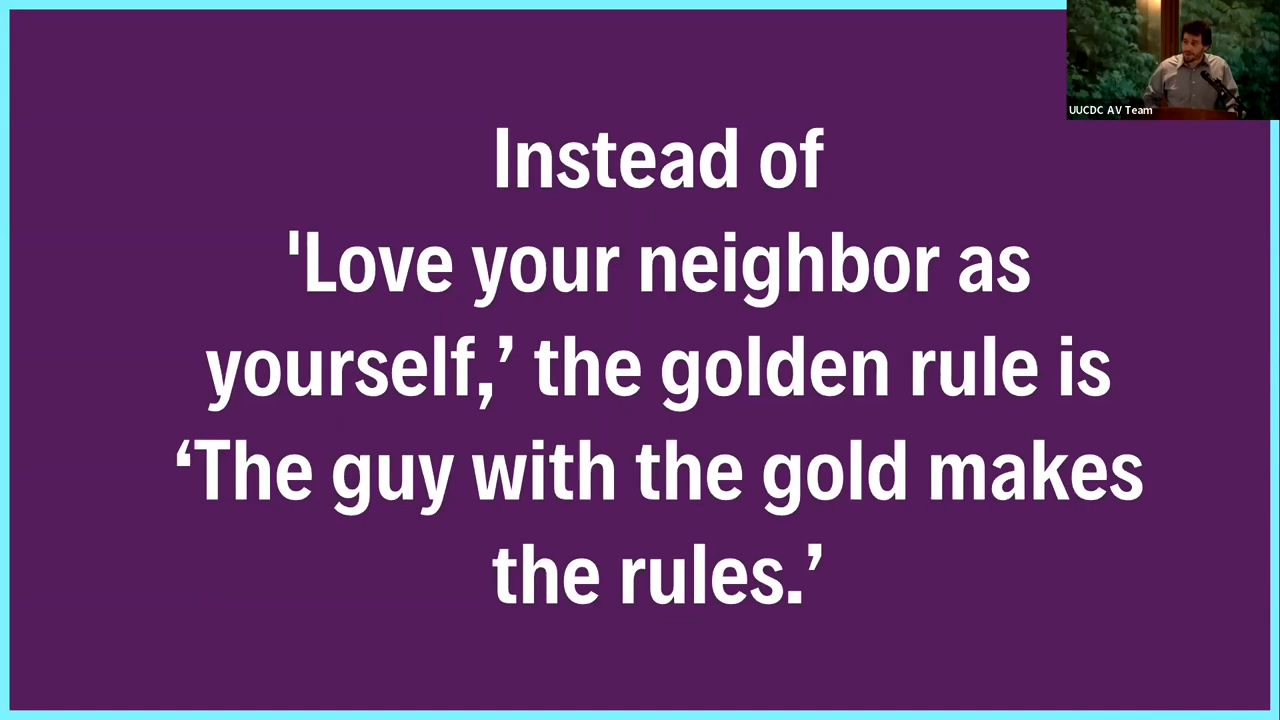 UUCDC AV Team
Instead of
'Love your neighbor as
yourself,’ the golden rule is
‘The guy with the gold makes
the rules.’